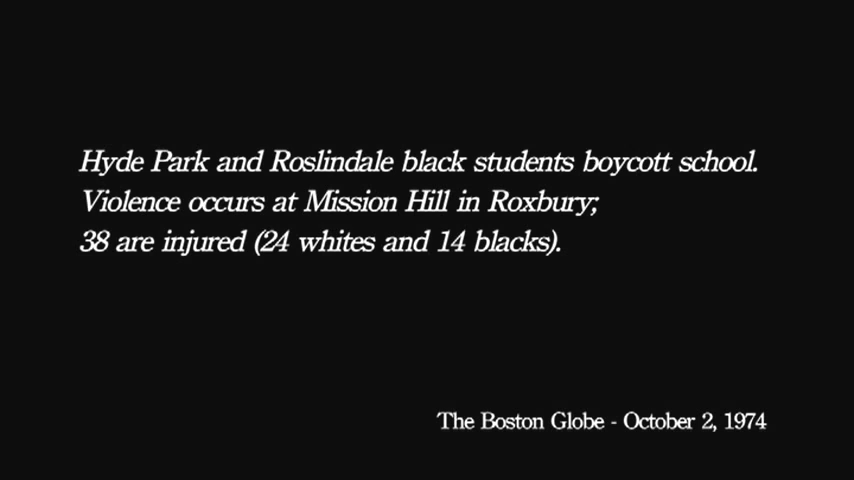 Hyde Park and Roslindale black students boycott school.
Violence occurs at Mission Hill in Roxbury;
38 are injured (24 whites and 14 blacks).
The Boston Globe - October 2, 1974